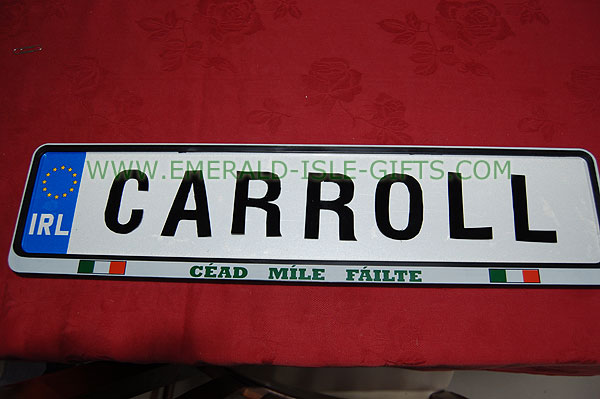 WWW.EMERALD-ISLE-GIFTS.COM
IRL CARROLL
CÉAD MÍLE FÁILTE